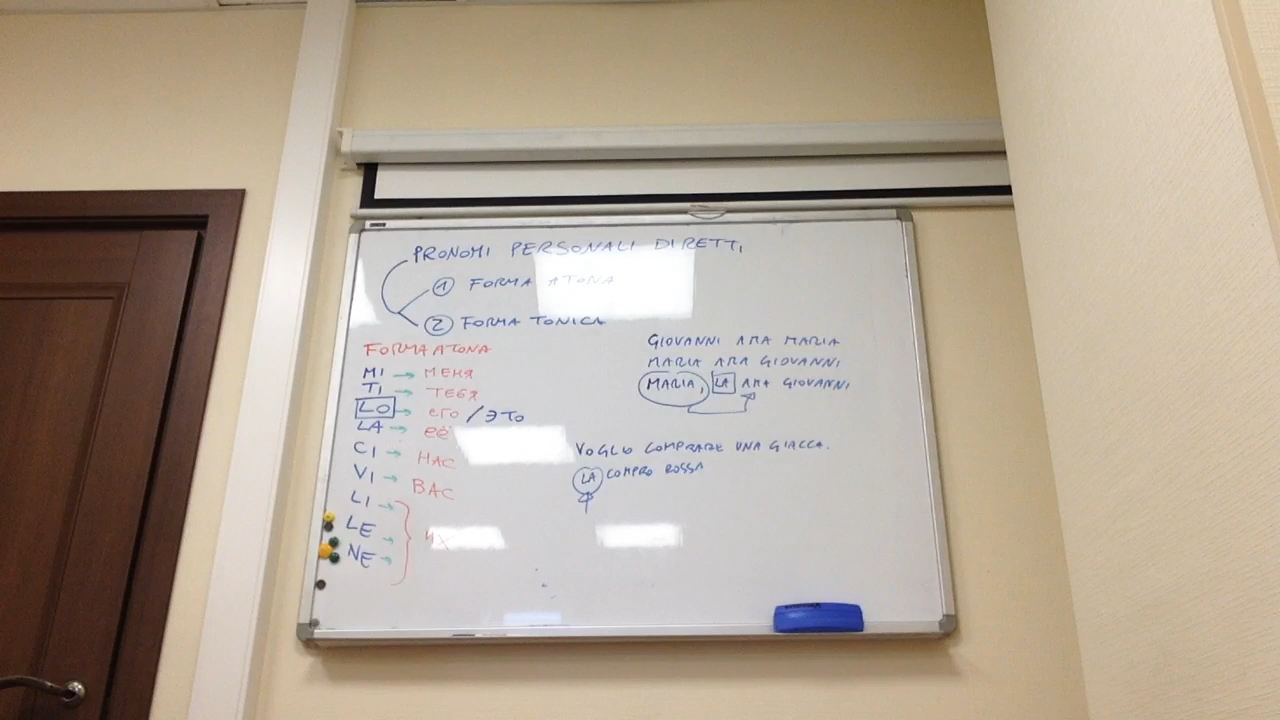 PRONOMI PERSONALI DIRETTI
1 FORMA ATONA
2 FORMA TONICA
FORMA ATONA
MI → МЕНЯ
TI → ТЕБЯ
LO → его / ЭТО
LA → её
CI → НАС
VI → ВАС
LI →
LE → ИХ
NE →
GIOVANNI AMA MARIA
MARIA AMA GIOVANNI
MARIA, LA AMA GIOVANNI
VOGLIO COMPRARE UNA GIACCA.
LA COMPRO ROSSA